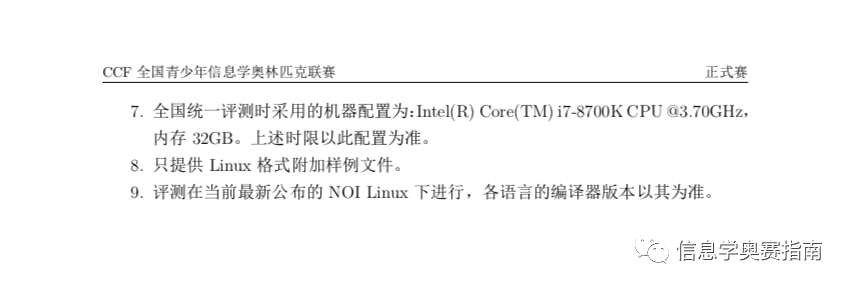 CCF 全国青少年信息学奥林匹克联赛 正式赛
7. 全国统一评测时采用的机器配置为:Intel(R) Core(TM) i7-8700K CPU @3.70GHz,
内存 32GB。上述时限以此配置为准。
8. 只提供 Linux 格式附加样例文件。
9. 评测在当前最新公布的 NOI Linux 下进行，各语言的编译器版本以其为准。
信息学奥赛指南